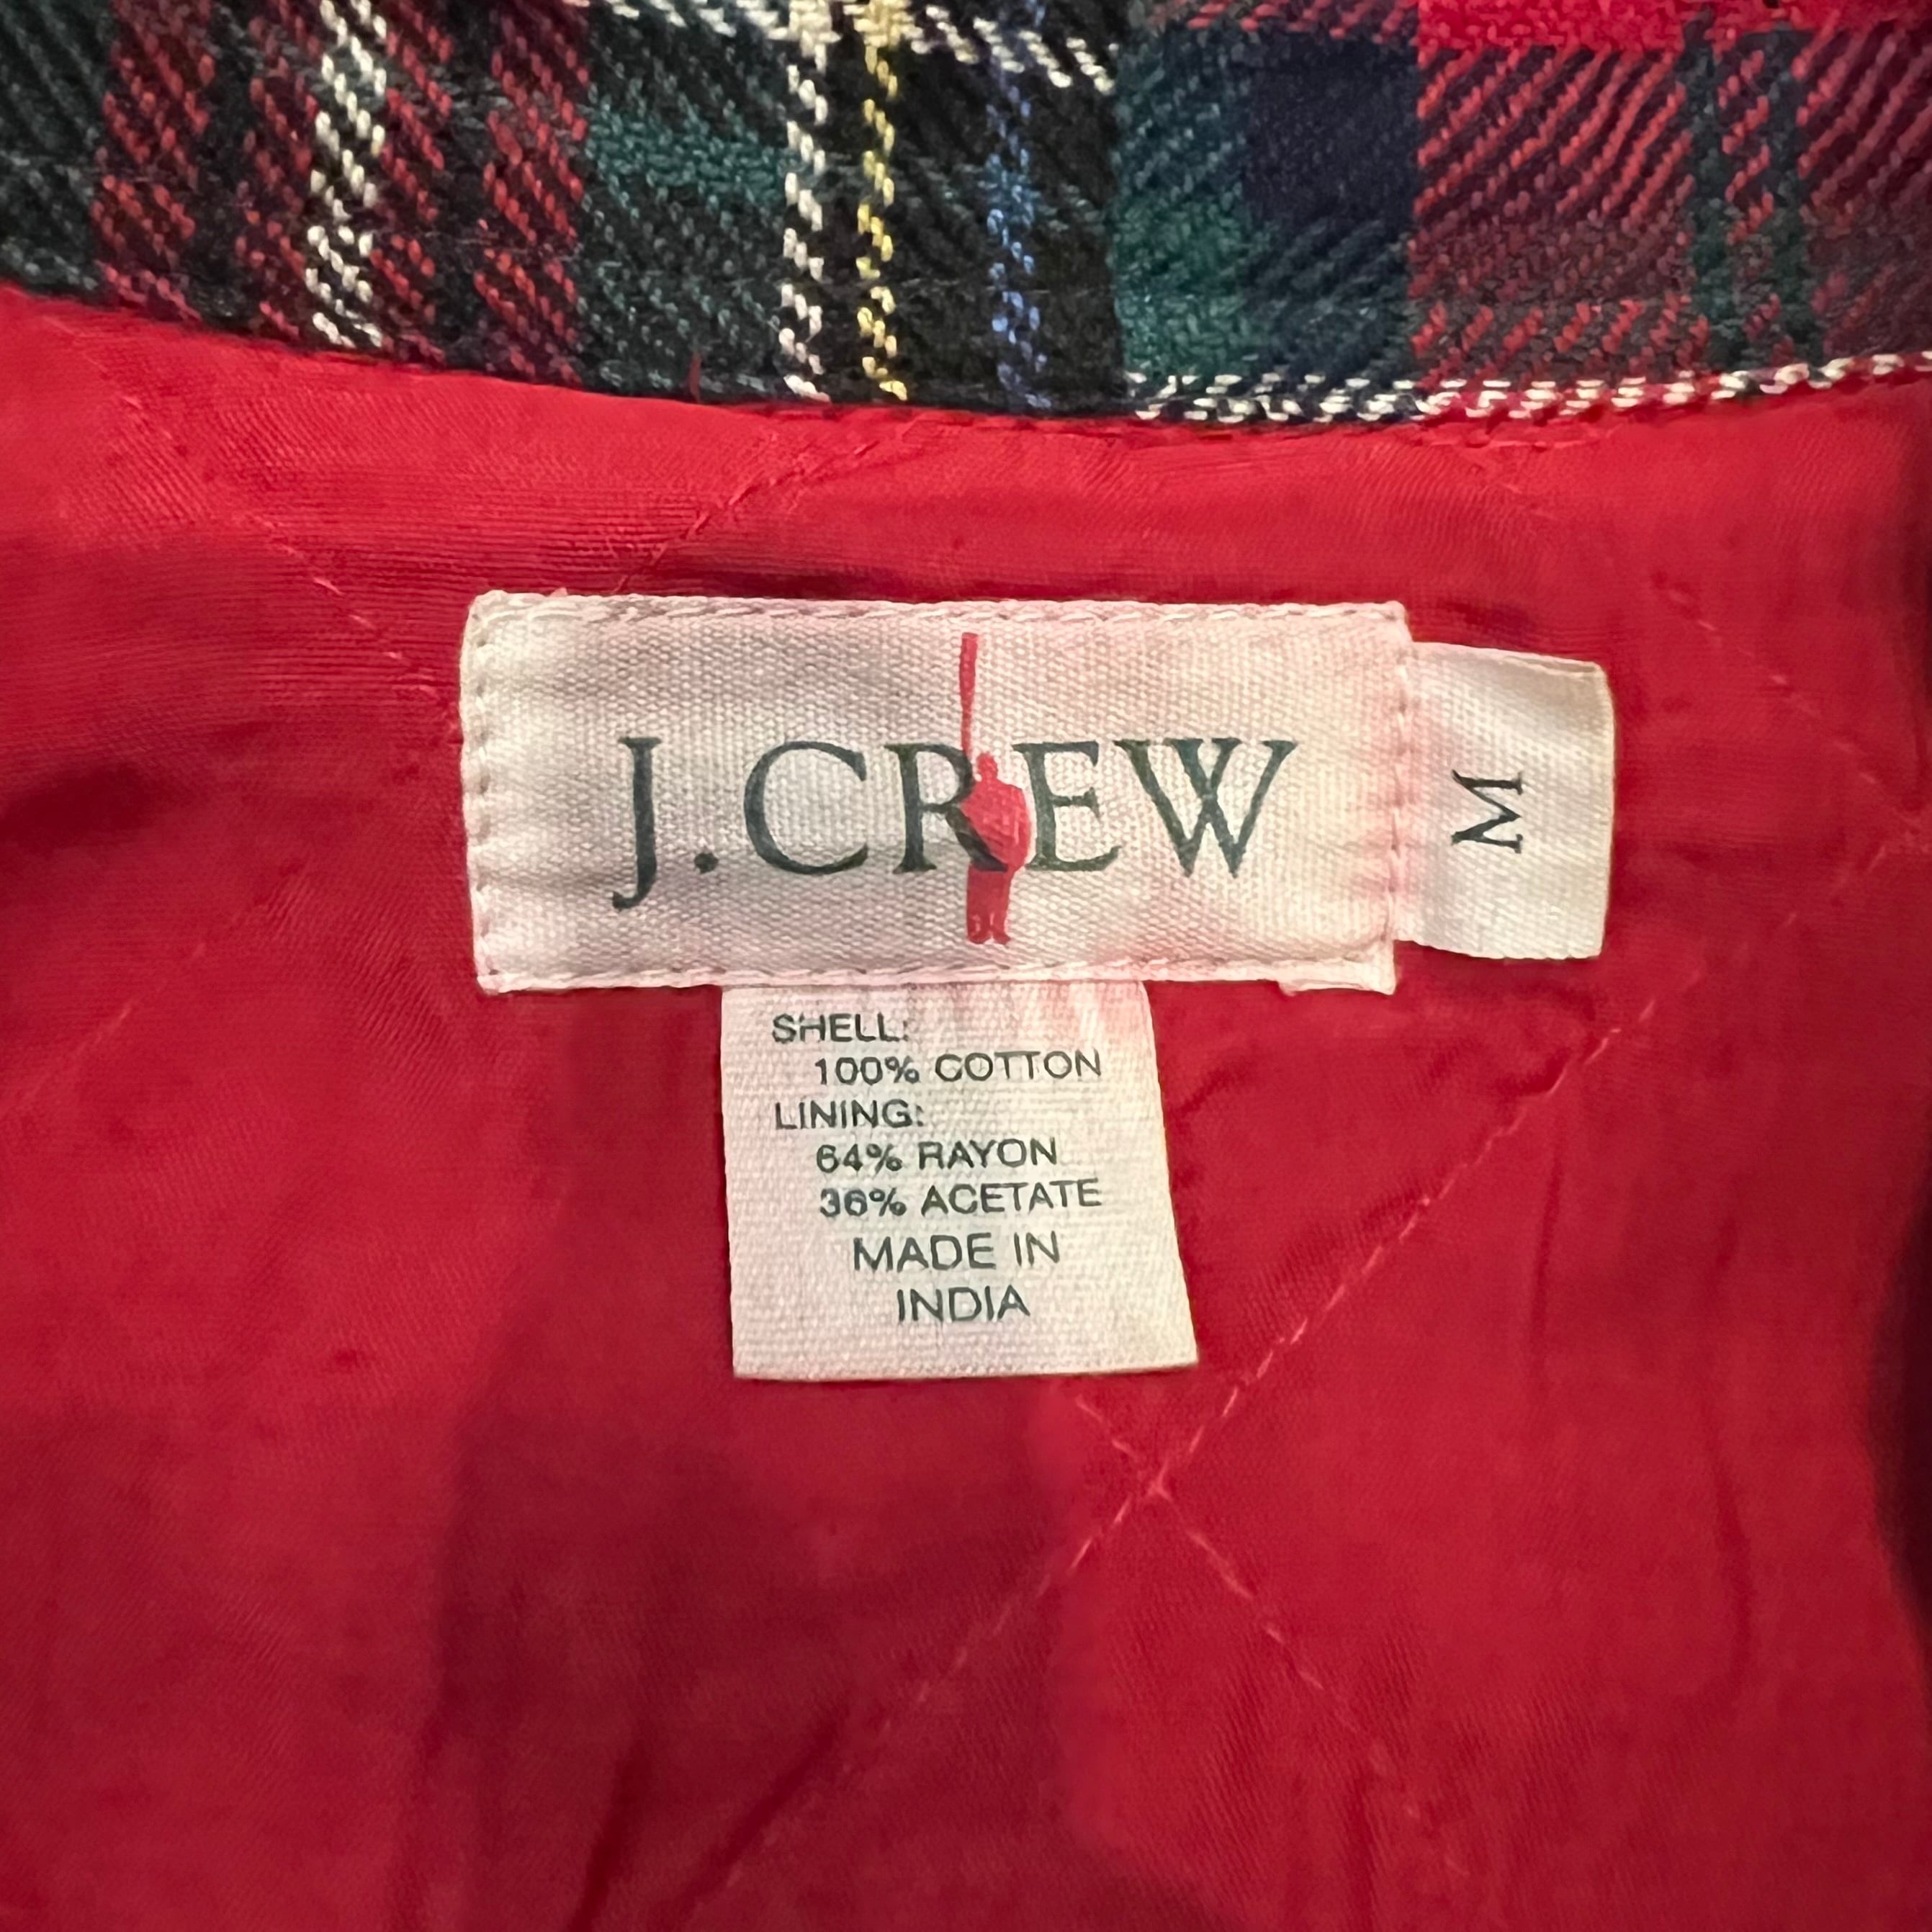 J.CREW
M
SHELL:
100% COTTON
LINING:
64% RAYON
36% ACETATE
MADE IN
INDIA